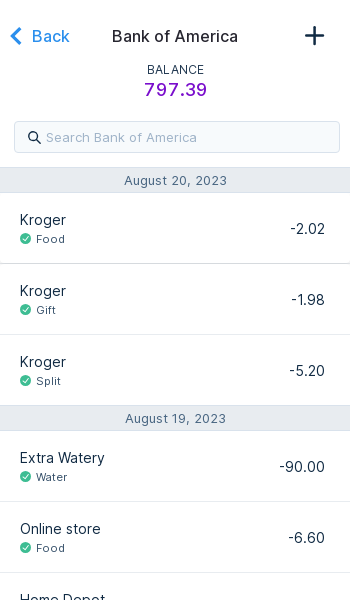 Back
Bank of America
BALANCE
797.39
Search Bank of America
August 20, 2023
Kroger
-2.02
Food
Kroger
-1.98
Gift
Kroger
-5.20
Split
August 19, 2023
Extra Watery
-90.00
Water
Online store
-6.60
Food
Home Depot